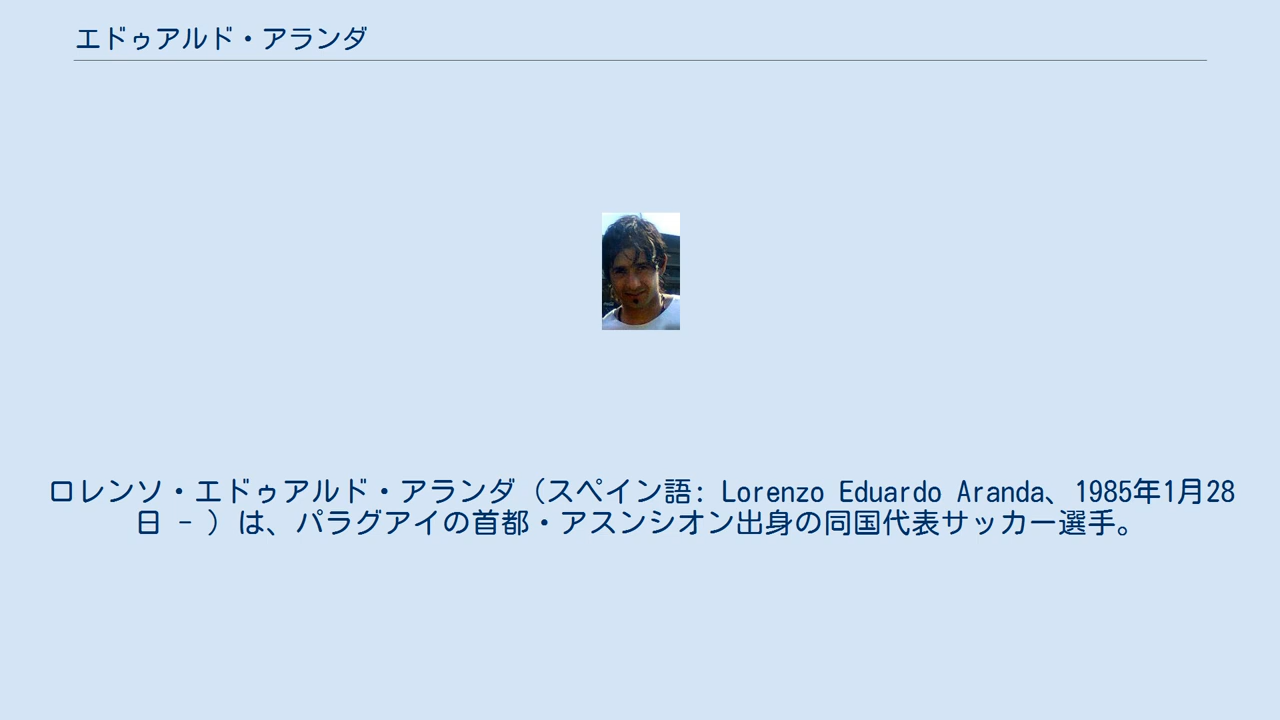 エドゥアルド・アランダ
ロレンソ・エドゥアルド・アランダ（スペイン語: Lorenzo Eduardo Aranda、1985年1月28
日 - ）は、パラグアイの首都・アスンシオン出身の同国代表サッカー選手。